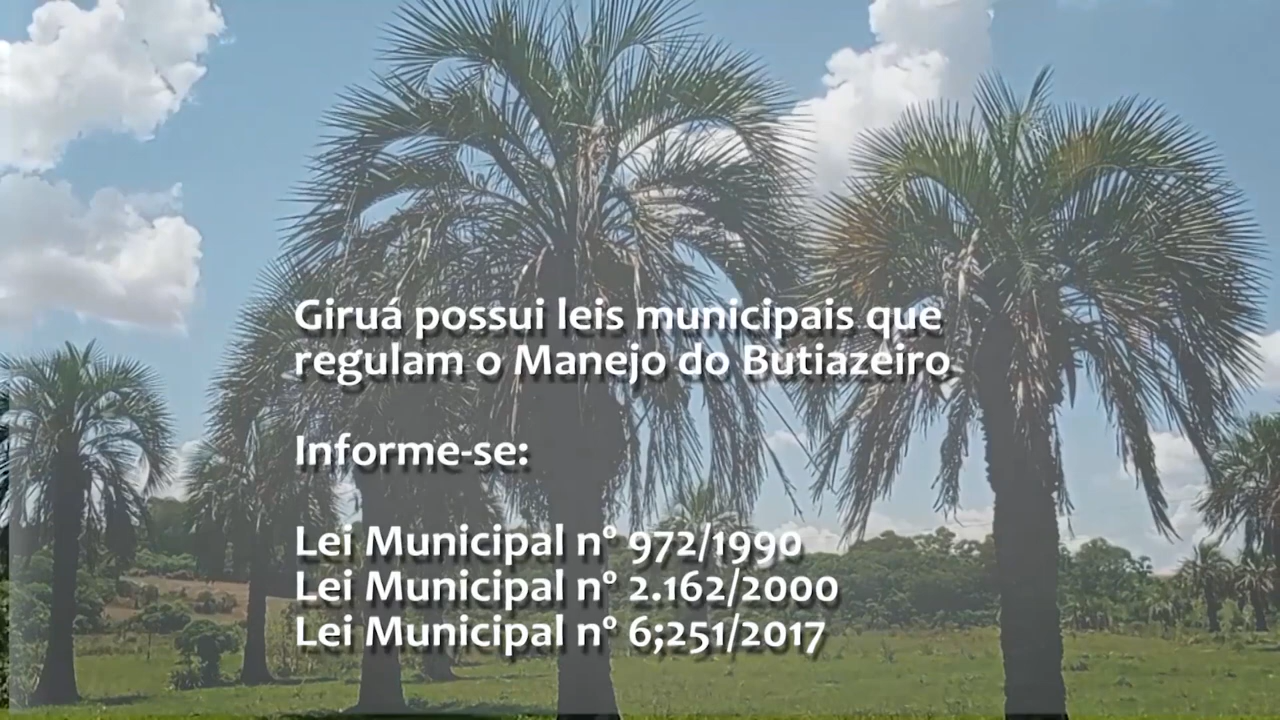 Giruá possui leis municipais que
regulam o Manejo do Butiazeiro
Informe-se:
Lei Municipal nº 972/1990
Lei Municipal nº 2.162/2000
Lei Municipal nº 6;251/2017